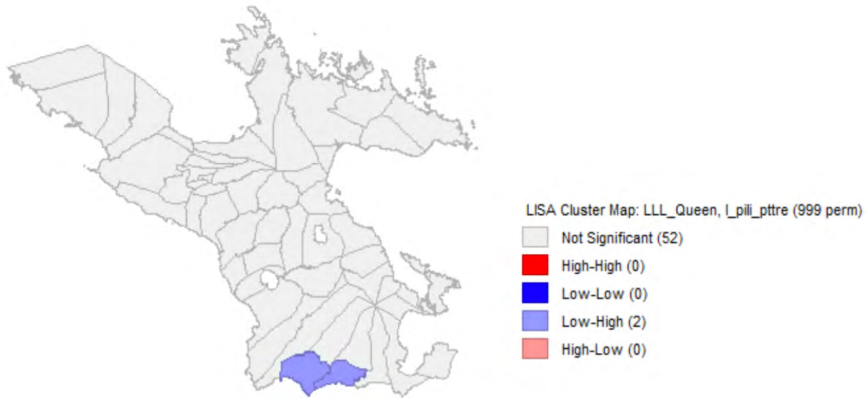 LISA Cluster Map: LLL_Queen, I_pili_pttre (999 perm)
Not Significant (52)
High-High (0)
Low-Low (0)
Low-High (2)
High-Low (0)